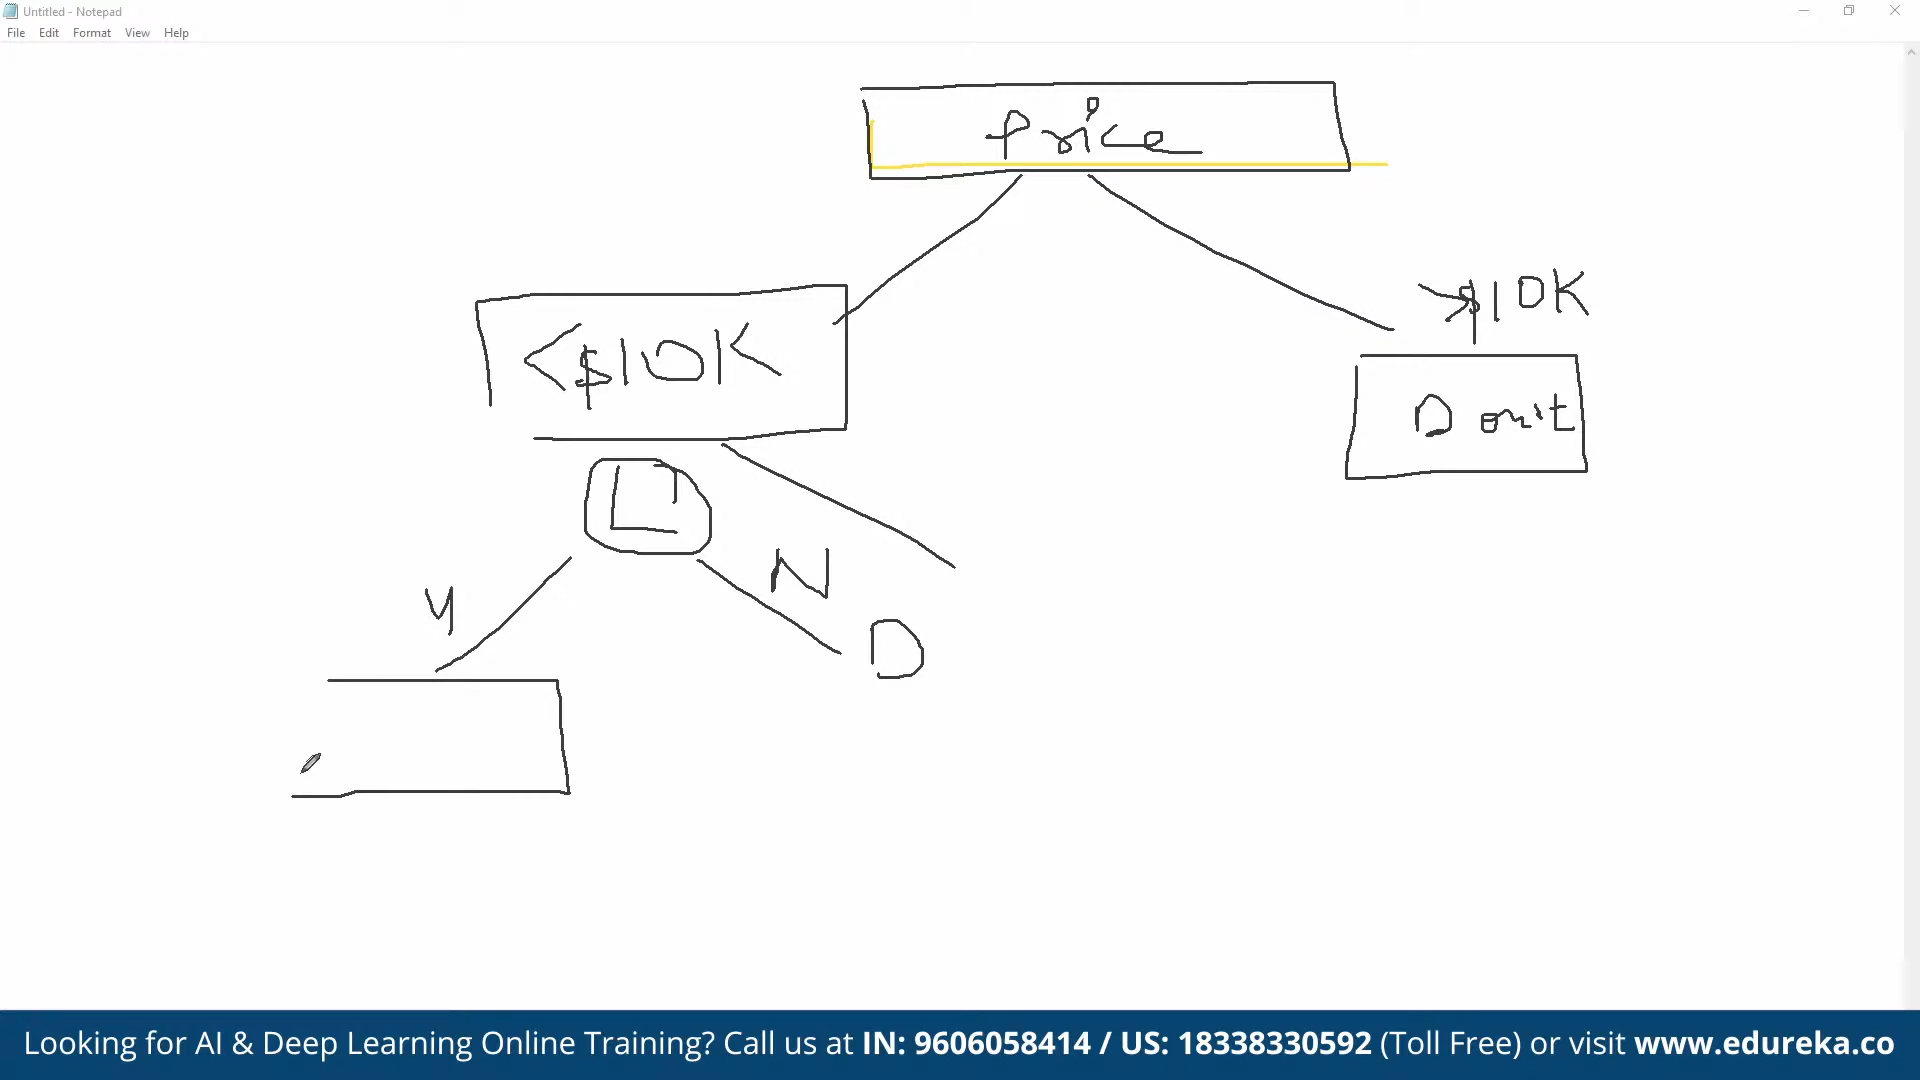 Untitled - Notepad
File Edit Format View Help
Price
>$10K
<$10K
Don't
L
N
Y
D
Looking for AI & Deep Learning Online Training? Call us at IN: 9606058414 / US: 18338330592 (Toll Free) or visit www.edureka.co